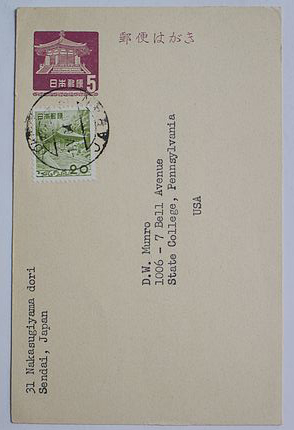 郵便はがき
日本郵便
5
日本郵便
20
D.W. Munro
1006 - 7 Bell Avenue
State College, Pennsylvania
USA
31 Nakasugiyama dori
Sendai, Japan